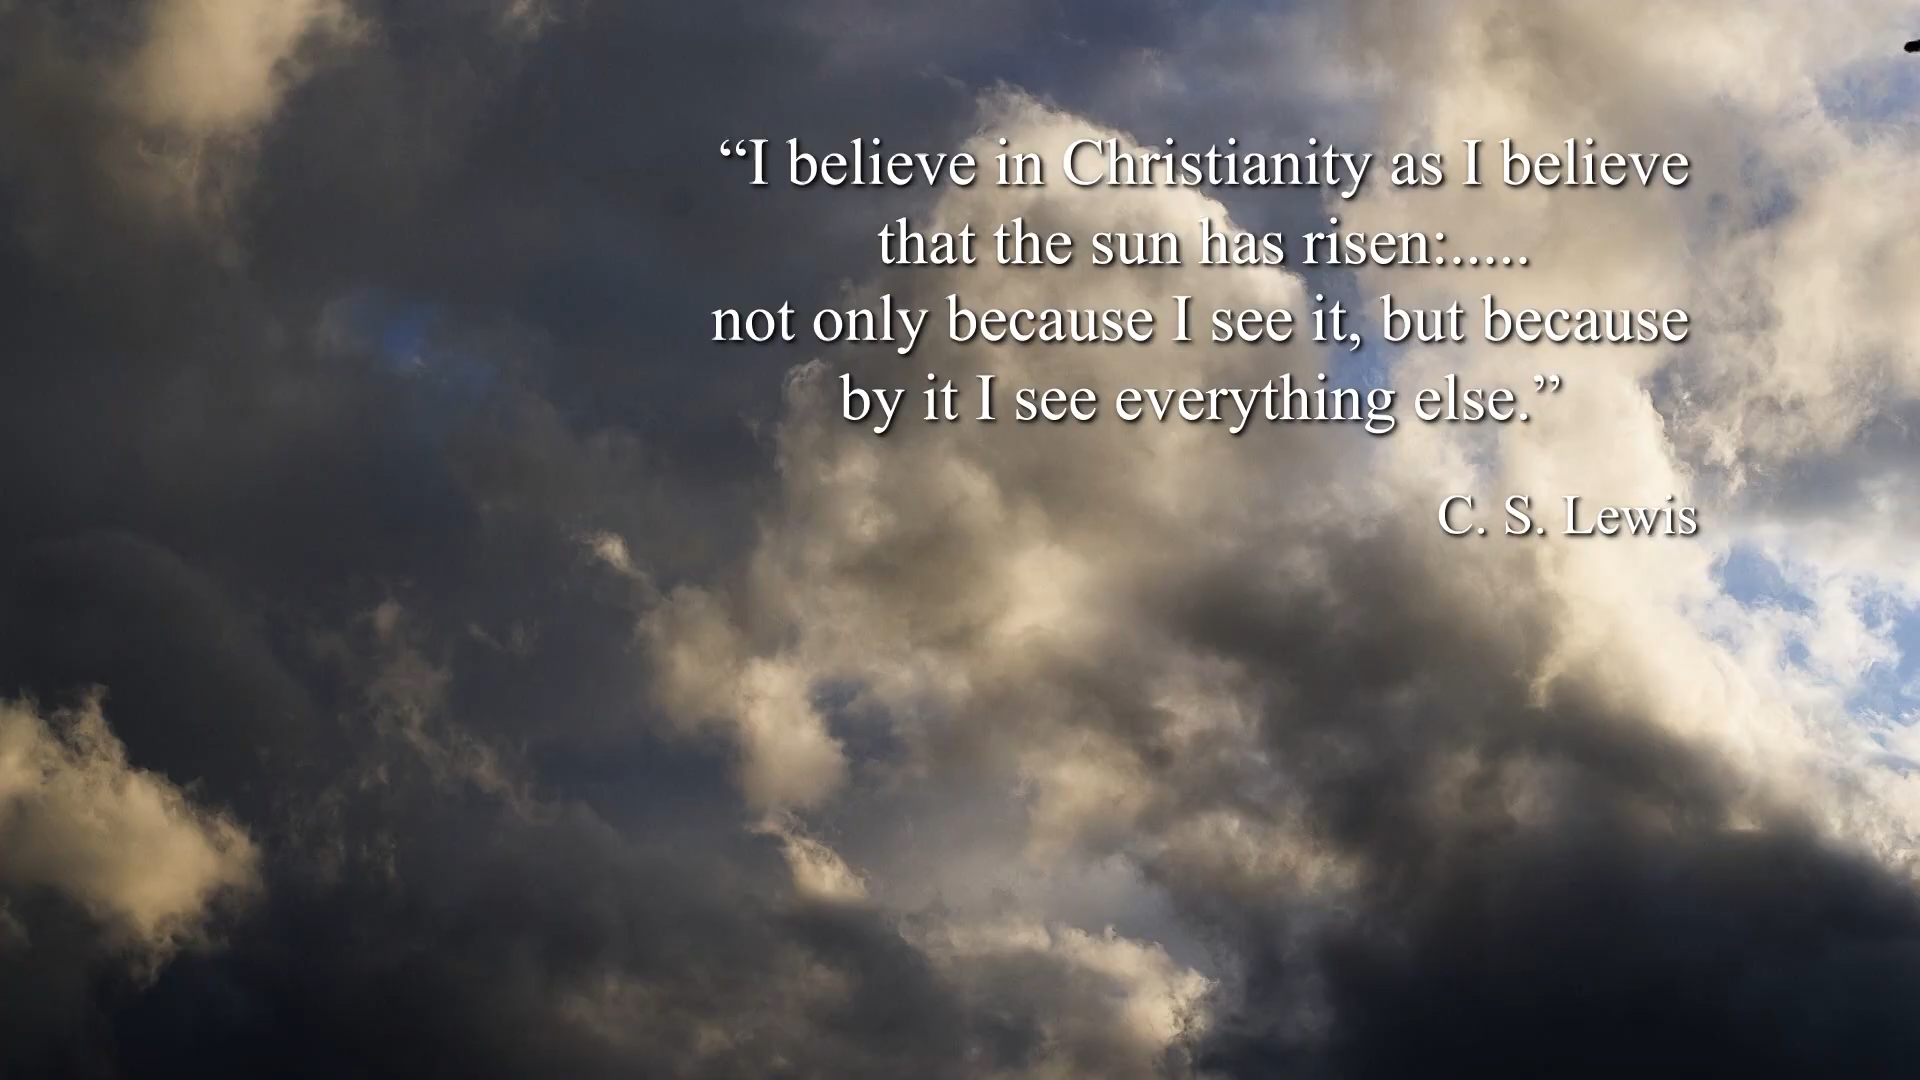 “I believe in Christianity as I believe
that the sun has risen:.....
not only because I see it, but because
by it I see everything else.”
C. S. Lewis